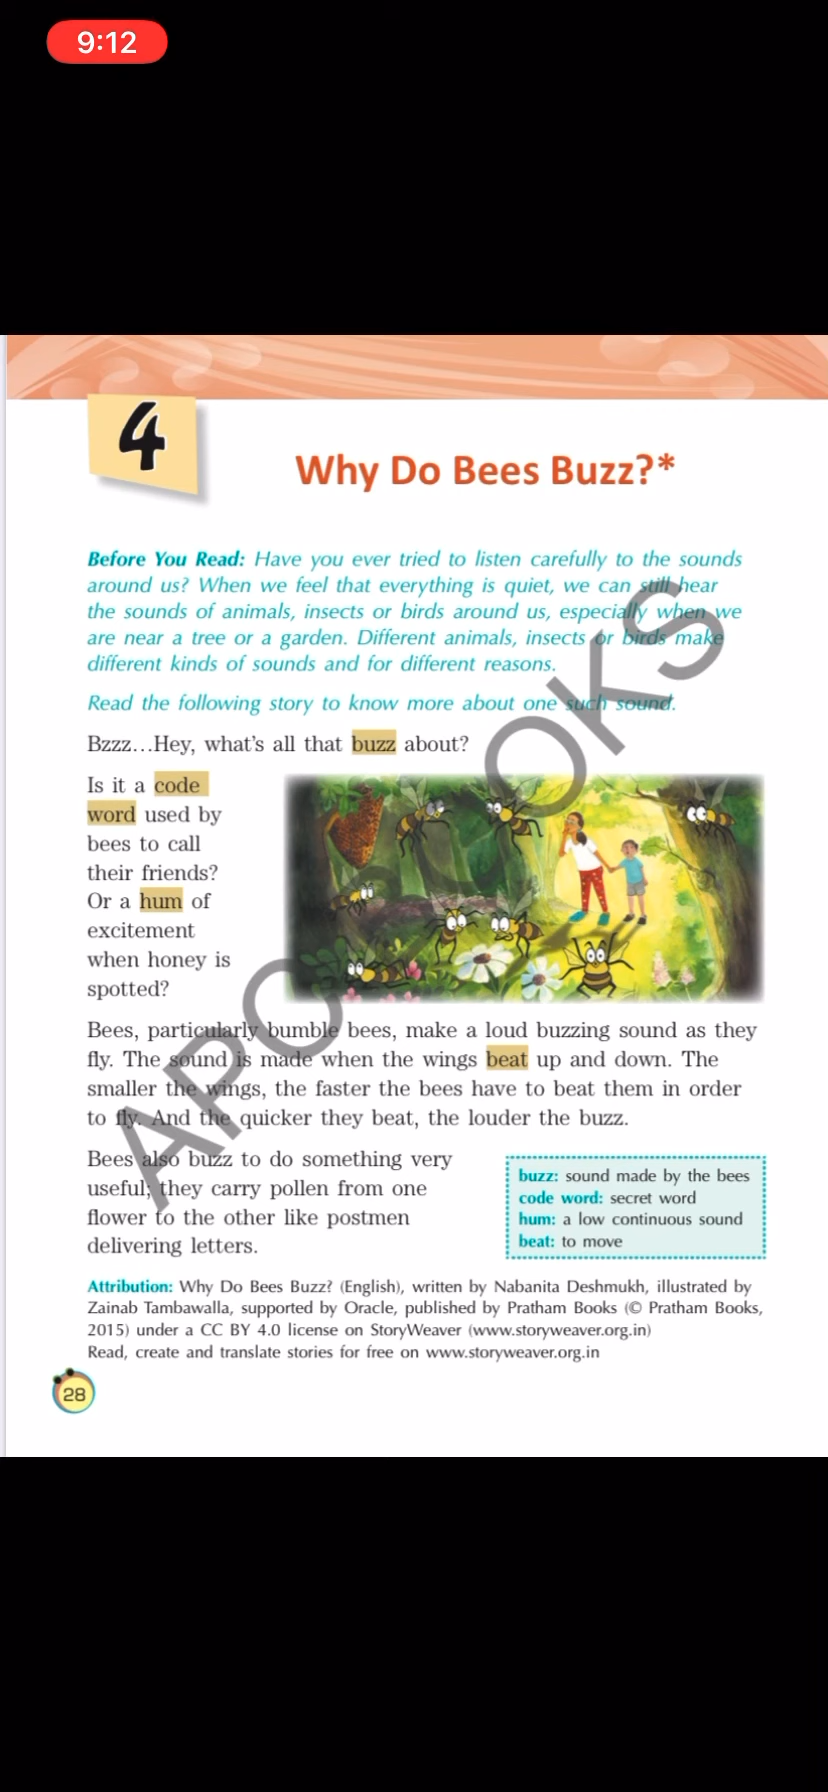 9:12
4
Why Do Bees Buzz?*
Before You Read: Have you ever tried to listen carefully to the sounds
around us? When we feel that everything is quiet, we can still hear
the sounds of animals, insects or birds around us, especially when we
are near a tree or a garden. Different animals, insects or birds make
different kinds of sounds and for different reasons.
Read the following story to know more about one such sound.
Bzzz...Hey, what's all that buzz about?
Is it a code
word used by
bees to call
their friends?
Or a hum of
excitement
when honey is
spotted?
Bees, particularly bumble bees, make a loud buzzing sound as they
fly. The sound is made when the wings beat up and down. The
smaller the wings, the faster the bees have to beat them in order
to fly. And the quicker they beat, the louder the buzz.
Bees also buzz to do something very
useful; they carry pollen from one
flower to the other like postmen
delivering letters.
buzz: sound made by the bees
code word: secret word
hum: a low continuous sound
beat: to move
Attribution: Why Do Bees Buzz? (English), written by Nabanita Deshmukh, illustrated by
Zainab Tambawalla, supported by Oracle, published by Pratham Books (© Pratham Books,
2015) under a CC BY 4.0 license on StoryWeaver (www.storyweaver.org.in)
Read, create and translate stories for free on www.storyweaver.org.in
28